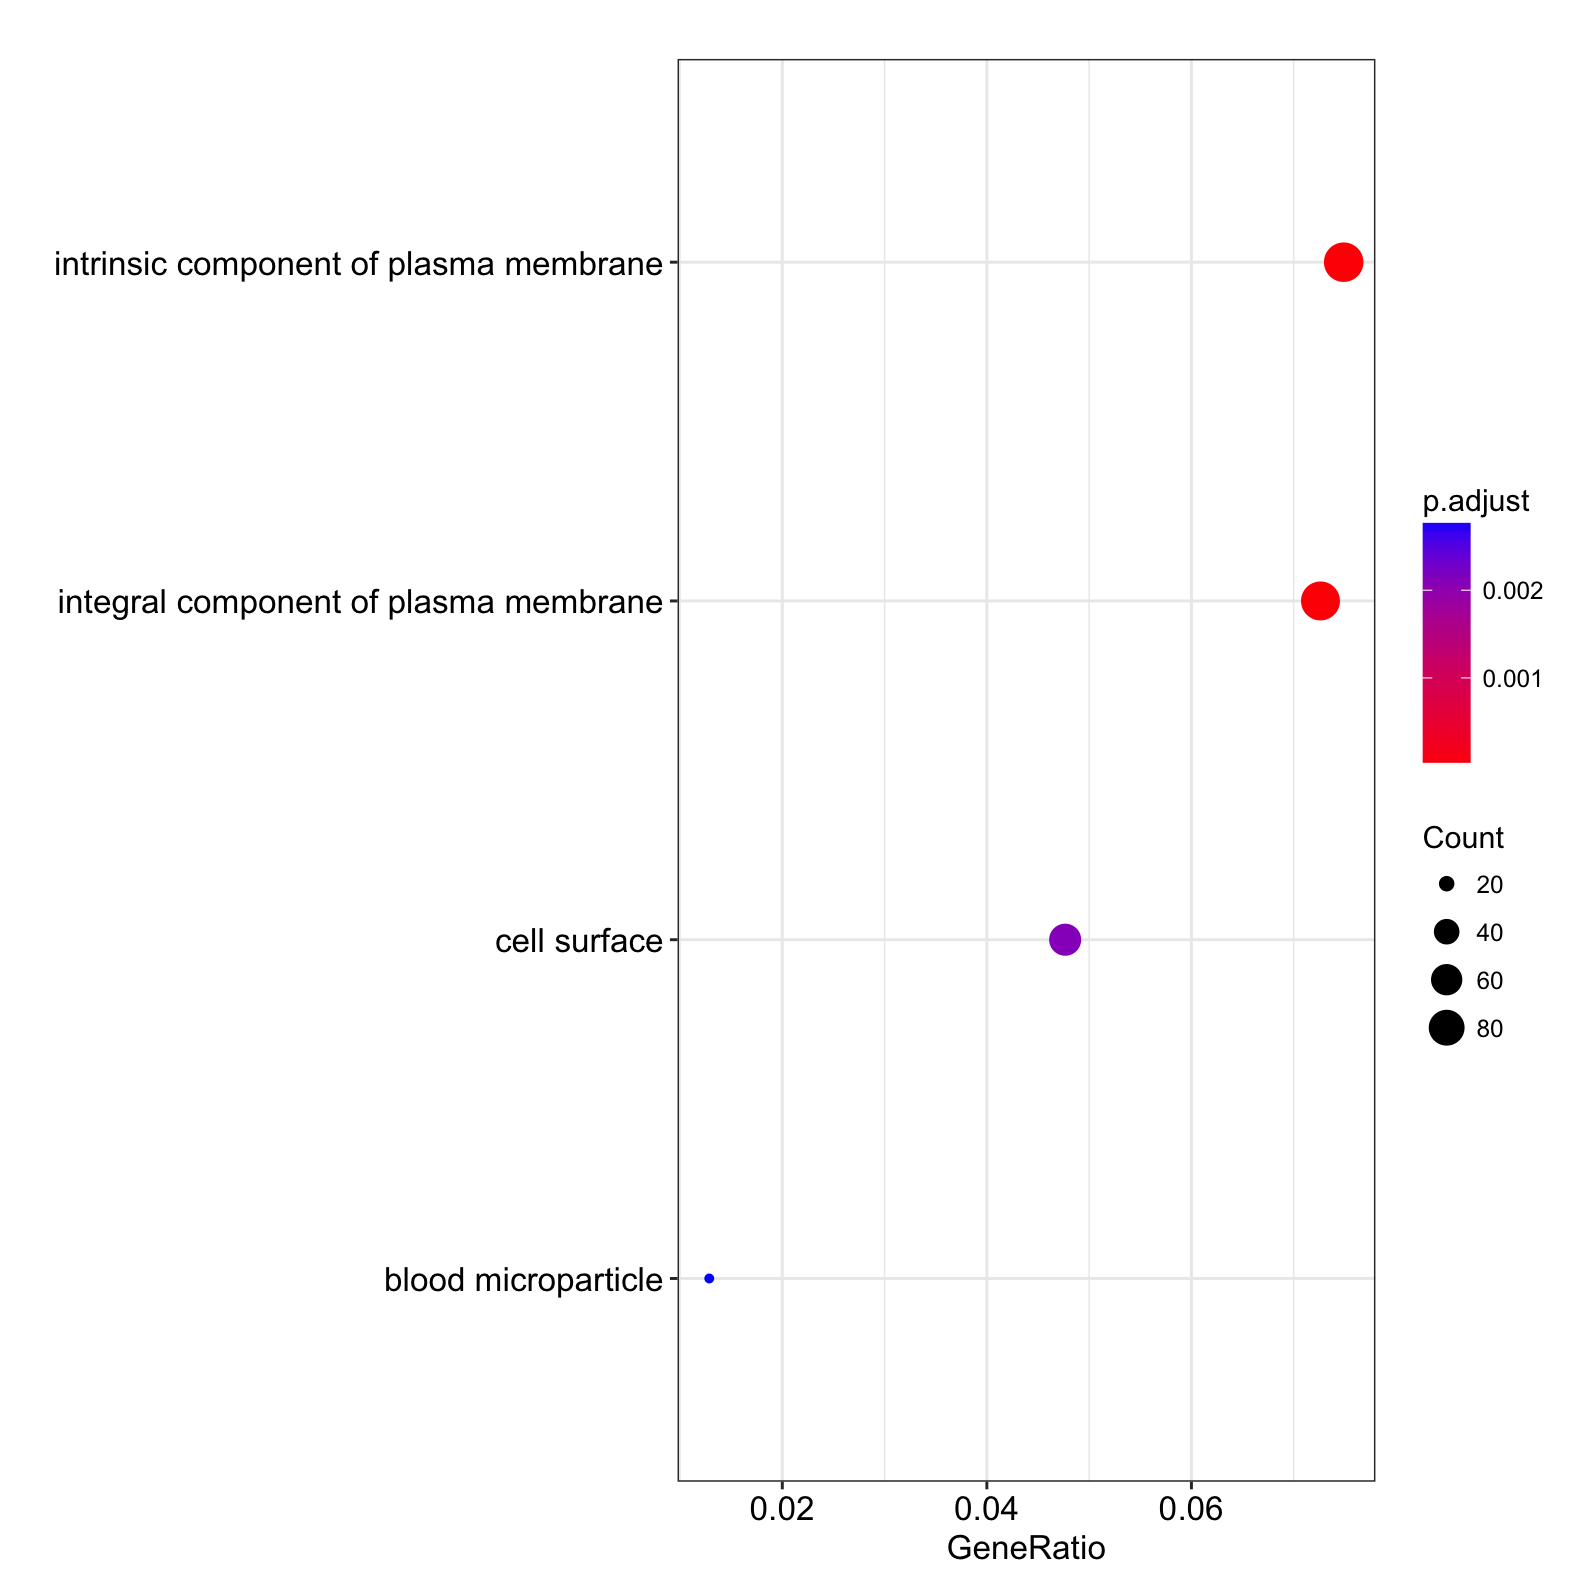 intrinsic component of plasma membrane
integral component of plasma membrane
cell surface
blood microparticle
0.02 0.04 0.06
GeneRatio
p.adjust
0.002
0.001
Count
20
40
60
80